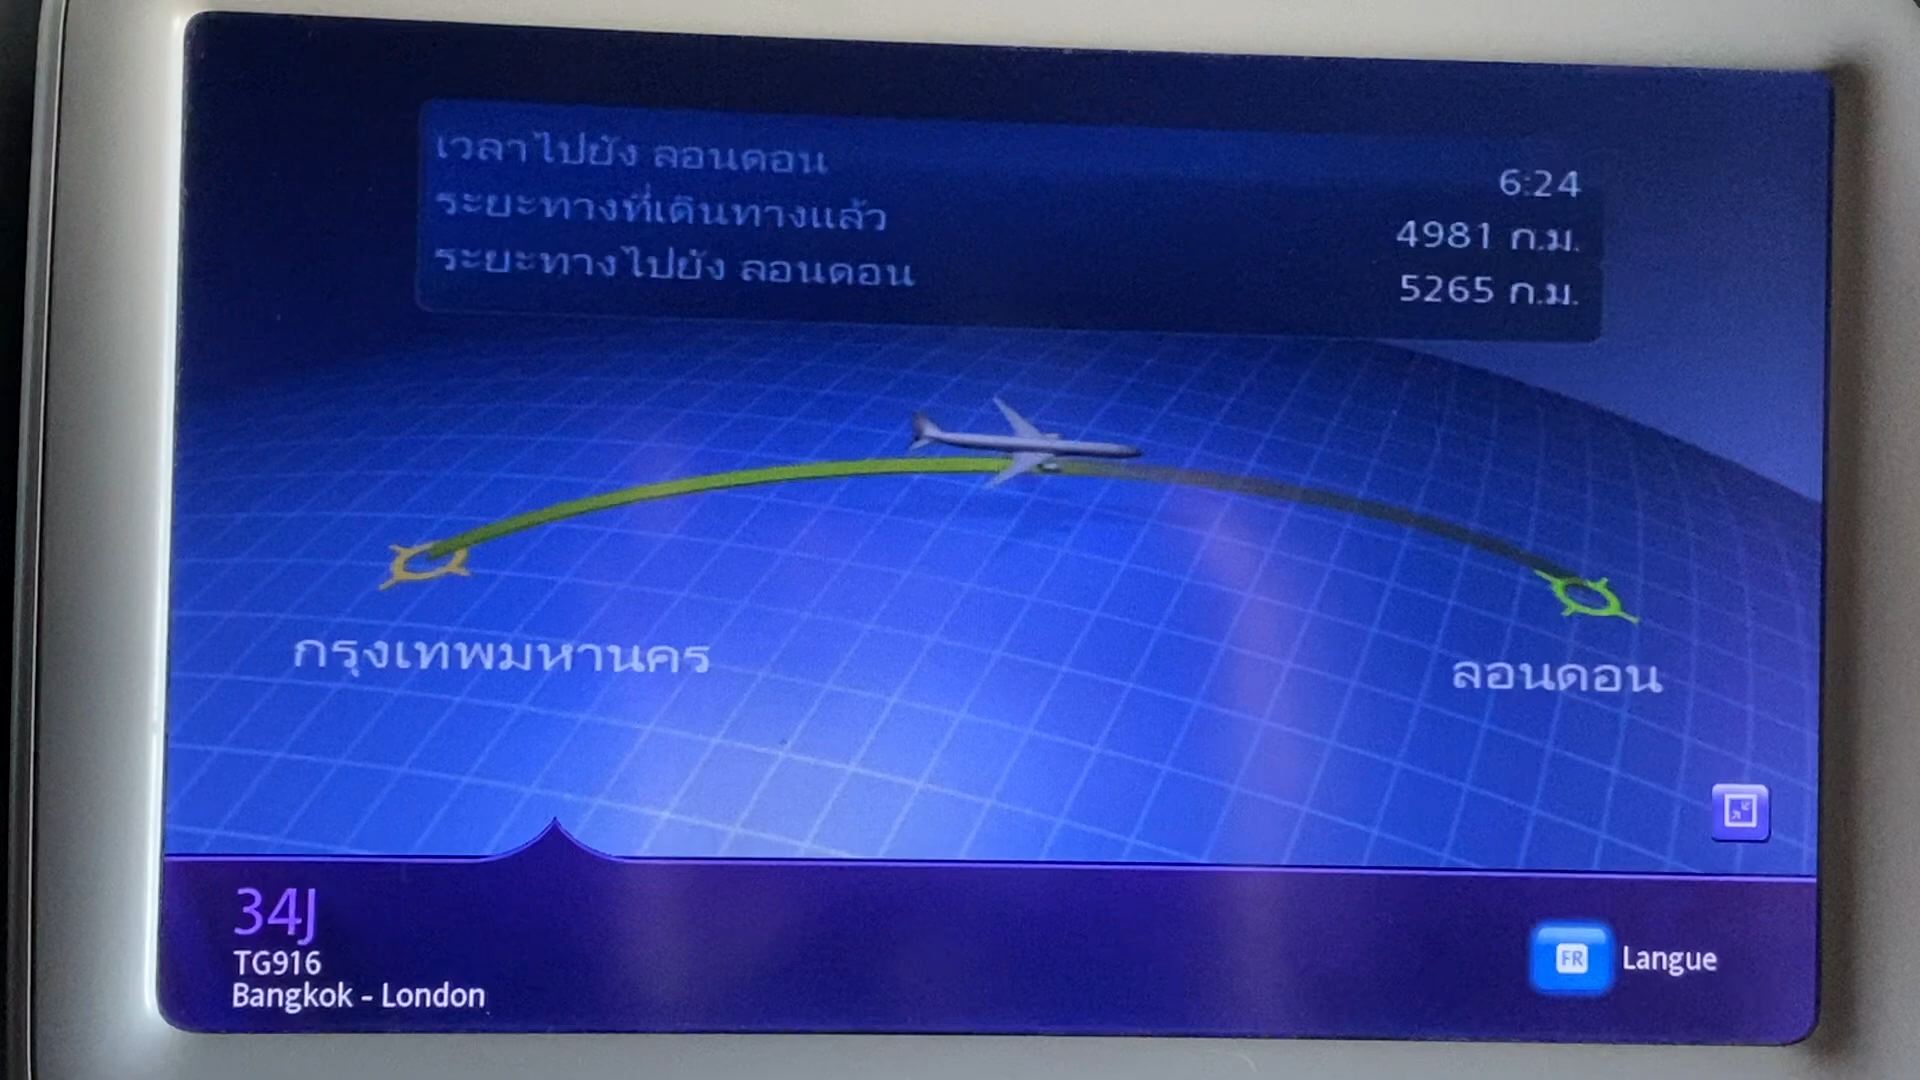 เวลาไปยัง ลอนดอน 6:24
ระยะทางที่เดินทางแล้ว 4981 ก.ม.
ระยะทางไปยัง ลอนดอน 5265 ก.ม.
กรุงเทพมหานคร
ลอนดอน
34J
TG916
Bangkok - London
FR Langue